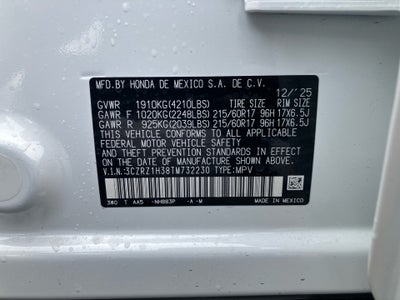 MFD.BY HONDA DE MEXICO S.A. DE C.V. 12/'25
GVWR 1910KG(4210LBS) TIRE SIZE RIM SIZE
GAWR F 1020KG(2248LBS) 215/60R17 96H 17X6.5J
GAWR R 925KG(2039LBS) 215/60R17 96H 17X6.5J
THIS VEHICLE CONFORMS TO ALL APPLICABLE
FEDERAL MOTOR VEHICLE SAFETY
AND THEFT PREVENTION STANDARDS IN EFFECT
ON THE DATE OF MANUFACTURE SHOWN ABOVE.
V.I.N.:3CZRZ1H38TM732230 TYPE:MPV
3W0 T AA5 -NH883P -A -M
MADE IN MEXICO